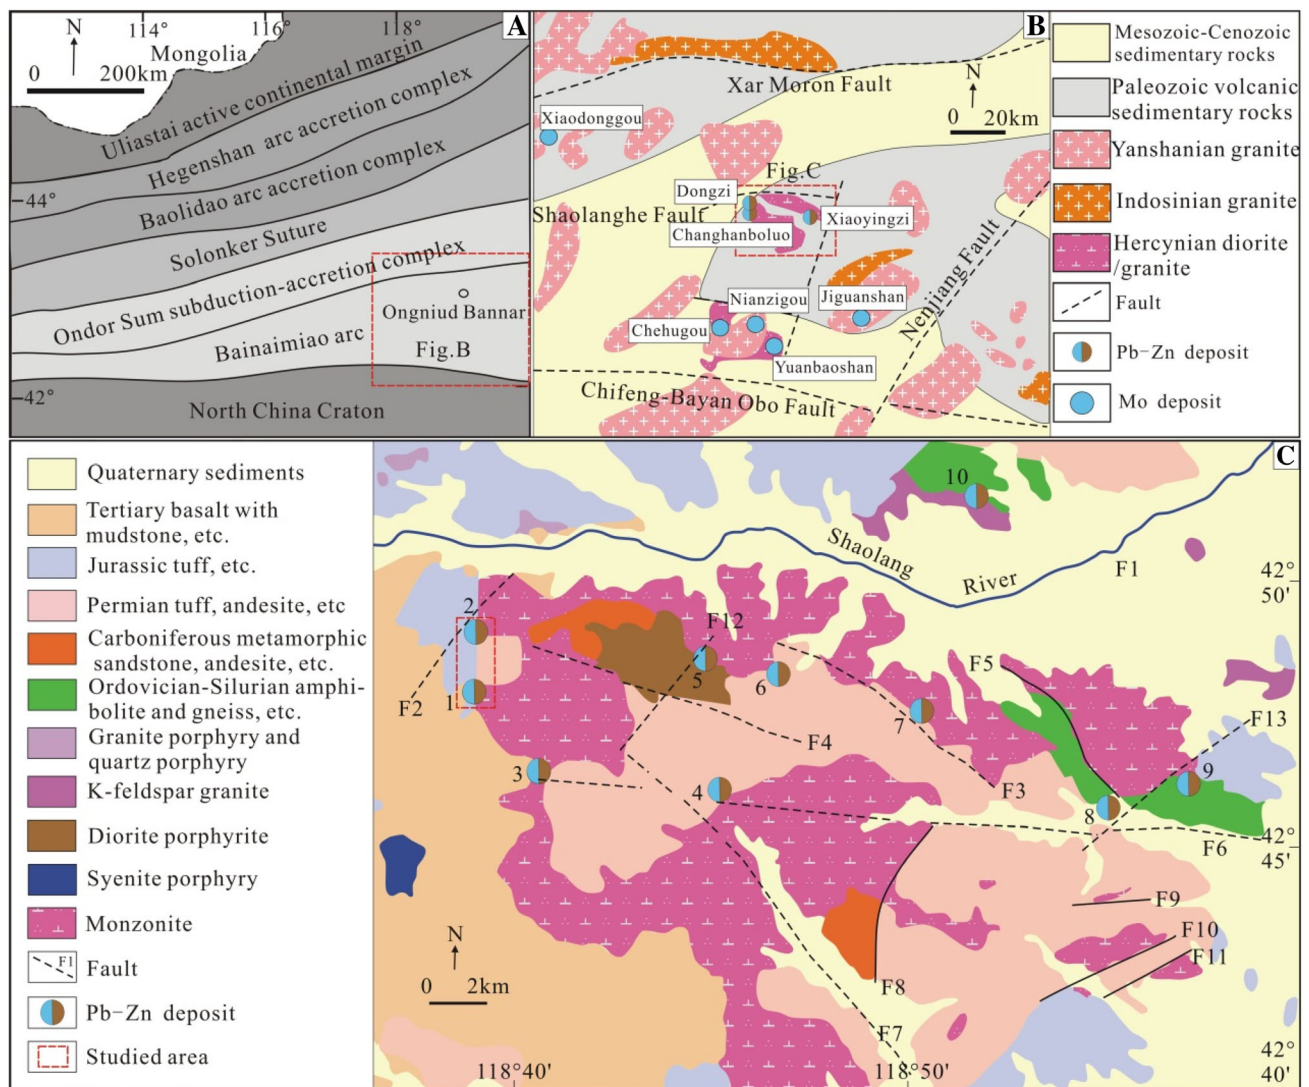 114°
116°
118°
A
N
Mongolia
0
200km
Uliastai active continental margin
Hegenshan arc accretion complex
Baolidao arc accretion complex
44°
Solonker Suture
Ondor Sum subduction-accretion complex
Ongniud Bannar
Bainaimiao arc
Fig.B
42°
North China Craton
B
Xar Moron Fault
N
0
20km
Xiaodonggou
Fig.C
Dongzi
Shaolanghe Fault
Xiaoyingzi
Changhanboluo
Nianzigou
Jiguanshan
Nenjiang Fault
Chehugou
Yuanbaoshan
Chifeng-Bayan Obo Fault
Mesozoic-Cenozoic
sedimentary rocks
Paleozoic volcanic
sedimentary rocks
Yanshanian granite
Indosinian granite
Hercynian diorite
/granite
Fault
Pb-Zn deposit
Mo deposit
Quaternary sediments
Tertiary basalt with
mudstone, etc.
Jurassic tuff, etc.
Permian tuff, andesite, etc
Carboniferous metamorphic
sandstone, andesite, etc.
Ordovician-Silurian amphi-
bolite and gneiss, etc.
Granite porphyry and
quartz porphyry
K-feldspar granite
Diorite porphyrite
Syenite porphyry
Monzonite
F1
Fault
Pb-Zn deposit
Studied area
C
10
Shaolang
River
F1
42°
50'
2
F12
F5
5
6
1
F2
7
F13
F4
3
9
4
F3
8
42°
45'
F6
F9
F10
N
F11
0
2km
F8
F7
42°
40'
118°40'
118°50'